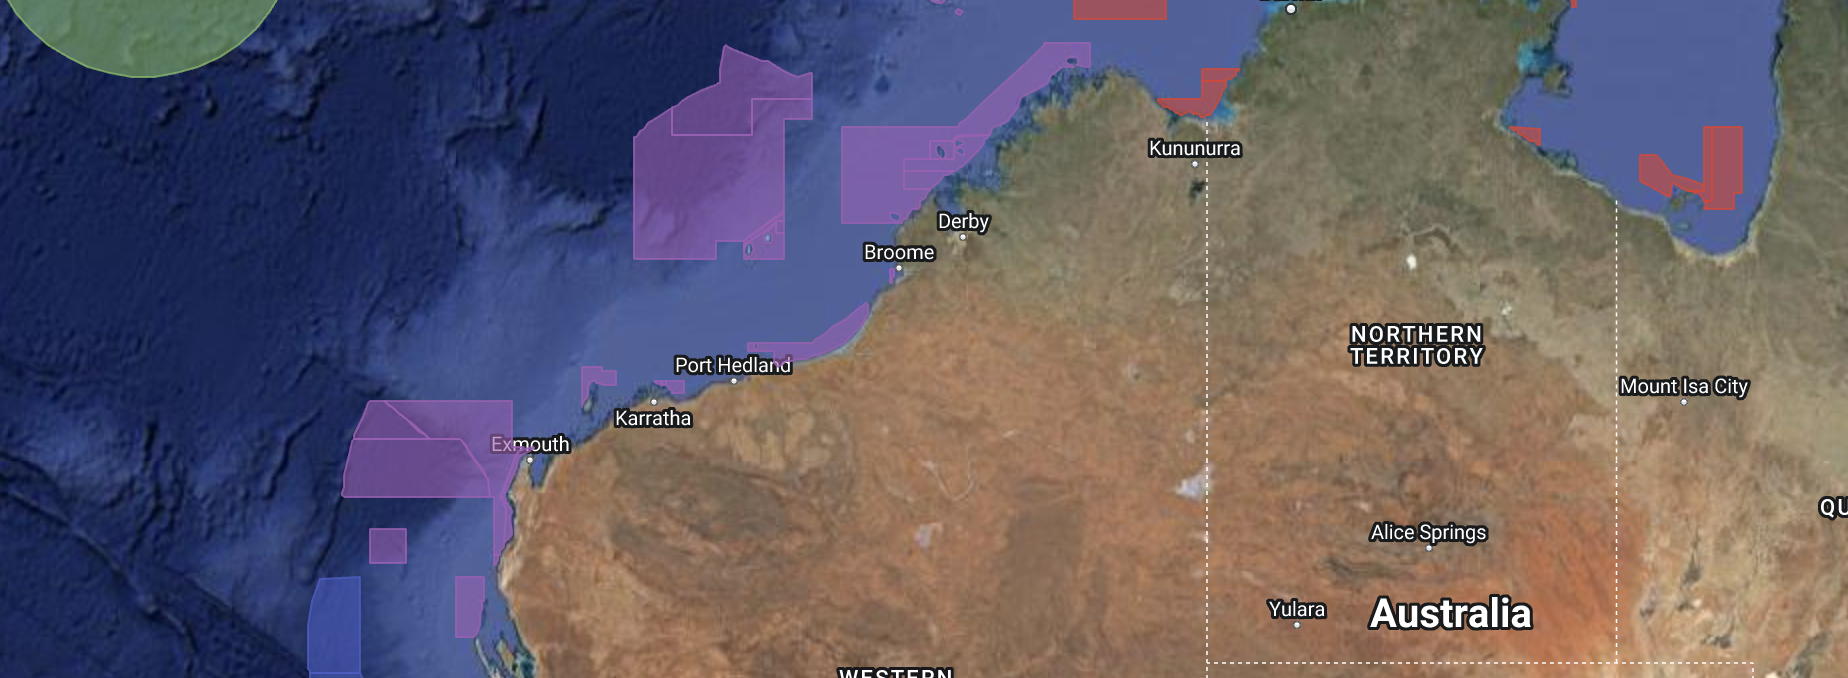 Kununurra
Derby
Broome
NORTHERN
TERRITORY
Port Hedland
Mount Isa City
Karratha
Exmouth
QU
Alice Springs
Yulara
Australia
WESTERN